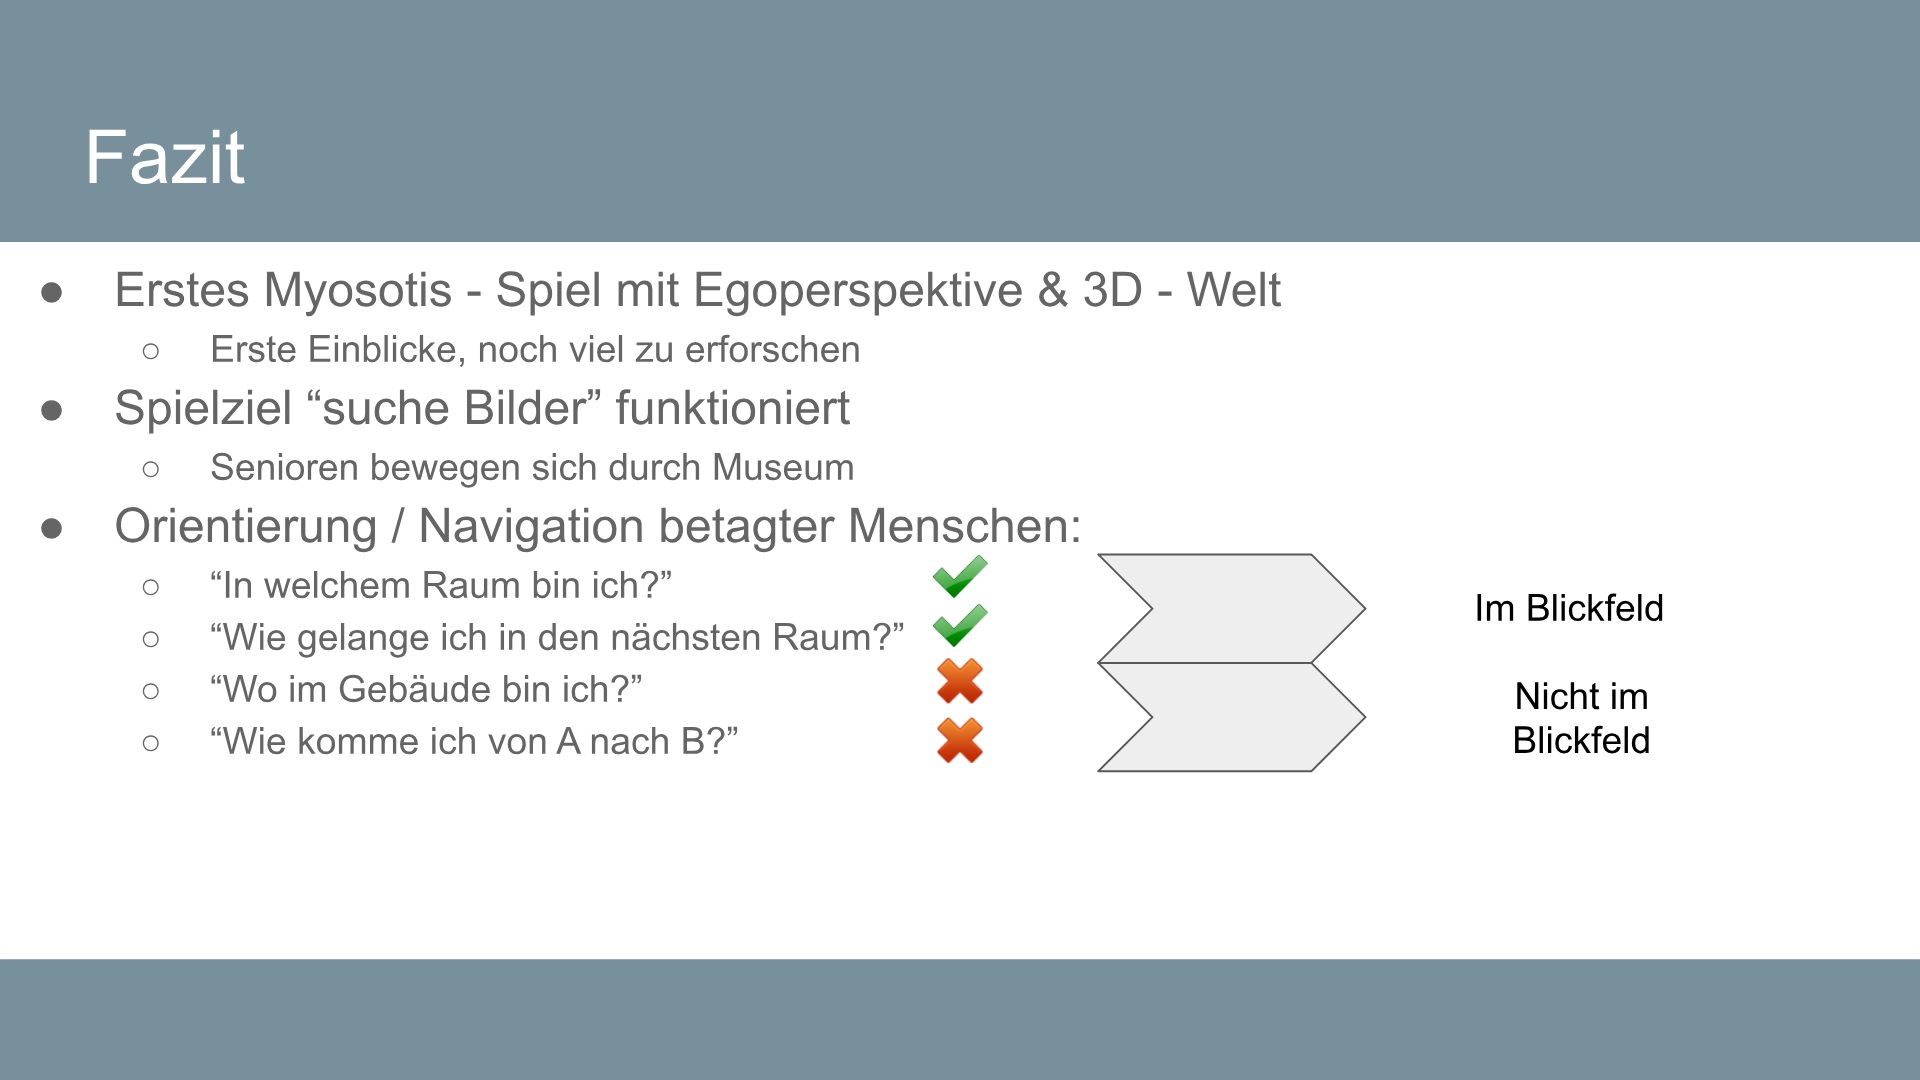 Fazit
● Erstes Myosotis - Spiel mit Egoperspektive & 3D - Welt
○ Erste Einblicke, noch viel zu erforschen
● Spielziel “suche Bilder” funktioniert
○ Senioren bewegen sich durch Museum
● Orientierung / Navigation betagter Menschen:
○ “In welchem Raum bin ich?”
○ “Wie gelange ich in den nächsten Raum?”
○ “Wo im Gebäude bin ich?”
○ “Wie komme ich von A nach B?”
Im Blickfeld
Nicht im
Blickfeld